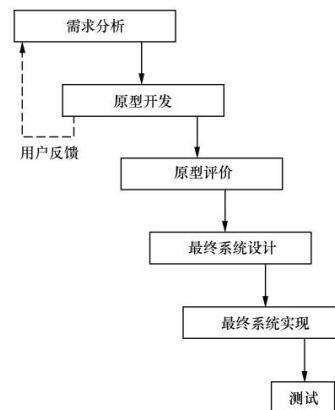 需求分析
原型开发
用户反馈
原型评价
最终系统设计
最终系统实现
测试